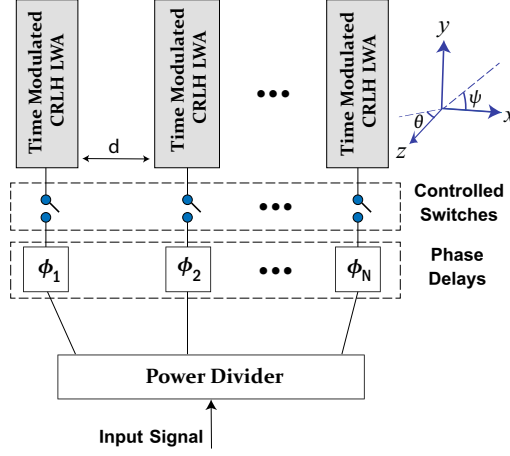 Time Modulated
CRLH LWA
Time Modulated
CRLH LWA
•••
Time Modulated
CRLH LWA
d
y
x
z
θ
ψ
•••
Controlled
Switches
ϕ1
ϕ2
•••
ϕN
Phase
Delays
Power Divider
Input Signal